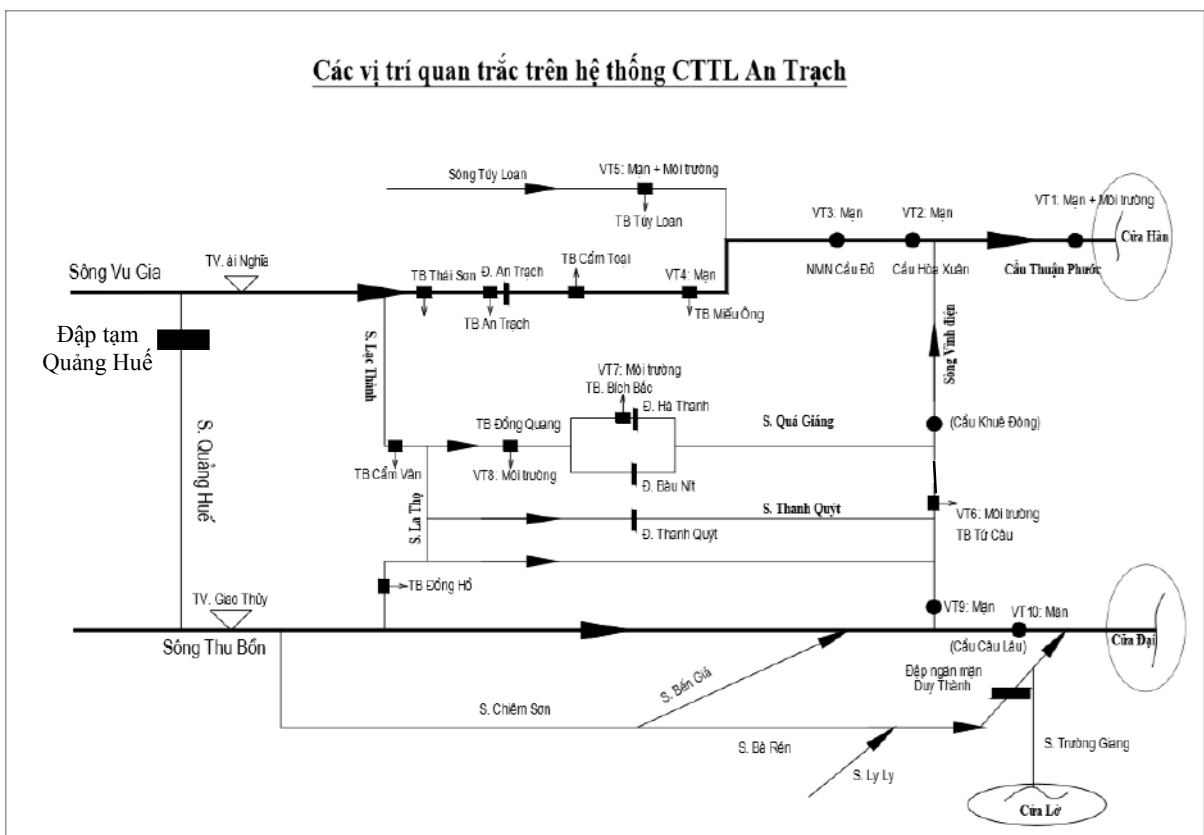 Các vị trí quan trắc trên hệ thống CTTL An Trạch
Sông Túy Loan
VT5: Mạn + Môi trường
TB Túy Loan
VT3: Mạn
VT2: Mạn
VT1: Mạn + Môi trường
Cửa Hàn
NMN Cầu Đỏ
Cầu Hòa Xuân
Cầu Thuận Phước
Sông Vu Gia
TV. ái Nghĩa
TB Thái Sơn
Đ. An Trạch
TB Cẩm Toại
VT4: Mạn
TB An Trạch
TB Miếu Ông
Đập tạm
Quảng Huế
S. Quảng Huế
S. Lạc Thành
Sông Vĩnh điện
VT7: Môi trường
TB. Bích Bắc
Đ. Hà Thanh
S. Quá Giáng
(Cầu Khuê Đông)
TB Cẩm Văn
TB Đồng Quang
VT8: Môi trường
Đ. Bàu Nít
S. La Thọ
S. Thanh Quýt
Đ. Thanh Quýt
VT6: Môi trường
TB Tứ Câu
TB Đồng Hồ
TV. Giao Thủy
VT9: Mạn
VT10: Mặn
Sông Thu Bồn
(Cầu Câu Lâu)
Cửa Đại
Đập ngăn mặn
Duy Thành
S. Bến Giá
S. Chiêm Sơn
S. Bà Rén
S. Ly Ly
S. Trường Giang
Cửa Lở